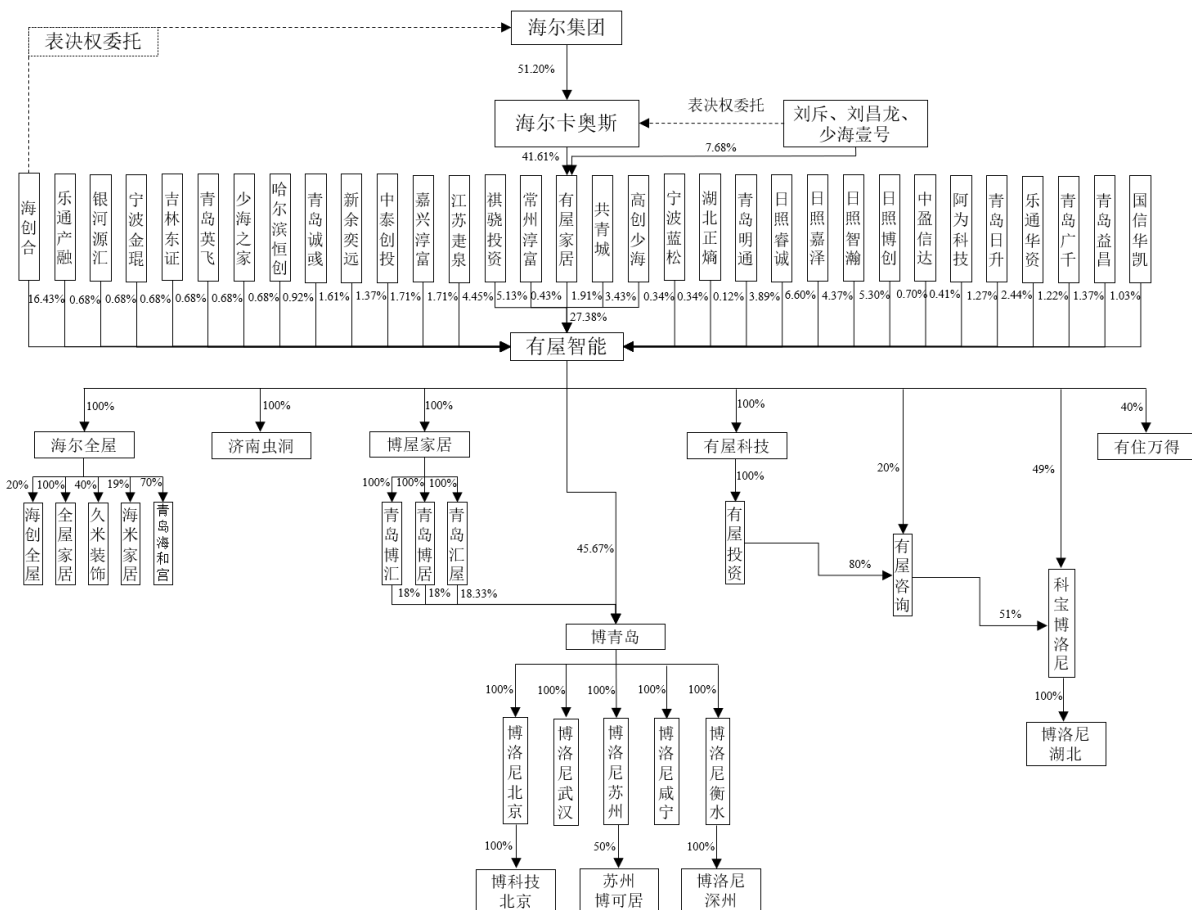 海尔集团
表决权委托
51.20%
海尔卡奥斯
表决权委托
刘斥、刘昌龙、
少海壹号
41.61%
7.68%
海创合
乐通产融
银河源汇
宁波金琨
吉林东证
青岛英飞
少海之家
哈尔滨恒创
青岛诚彧
新余奕远
中泰创投
嘉兴淳富
江苏疌泉
祺骁投资
常州淳富
有屋家居
共青城
高创少海
宁波蓝松
湖北正熵
青岛明通
日照睿诚
日照嘉泽
日照智瀚
日照博创
中盈信达
阿为科技
青岛日升
乐通华资
青岛广千
青岛益昌
国信华凯
16.43%
0.68%
0.68%
0.68%
0.68%
0.68%
0.68%
0.92%
1.61%
1.37%
1.71%
1.71%
4.45%
5.13%
0.43%
1.91%
3.43%
0.34%
0.34%
0.12%
3.89%
6.60%
4.37%
5.30%
0.70%
0.41%
1.27%
2.44%
1.22%
1.37%
1.03%
27.38%
有屋智能
100%
100%
100%
100%
40%
海尔全屋
济南虫洞
博屋家居
有屋科技
有住万得
20%
49%
20%
100%
40%
19%
70%
100%
100%
100%
100%
海创全屋
全屋家居
久米装饰
海米家居
青岛海和宫
青岛博汇
青岛博居
青岛汇屋
有屋投资
有屋咨询
科宝博洛尼
45.67%
80%
18%
18%
18.33%
51%
博青岛
100%
100%
100%
100%
100%
100%
博洛尼北京
博洛尼武汉
博洛尼苏州
博洛尼咸宁
博洛尼衡水
博洛尼
湖北
100%
50%
100%
博科技
北京
苏州
博可居
博洛尼
深州